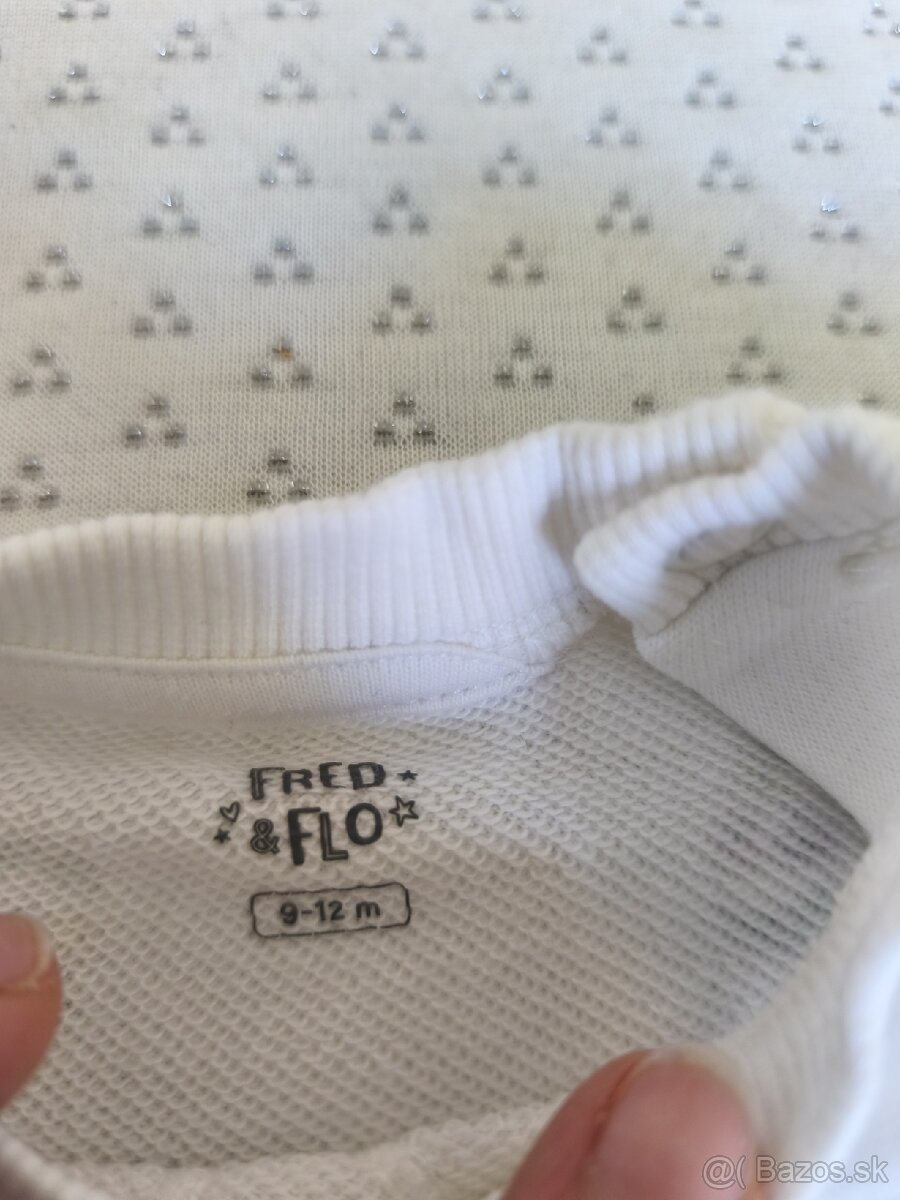 FRED
& FLO
9-12 m
@( Bazos.sk